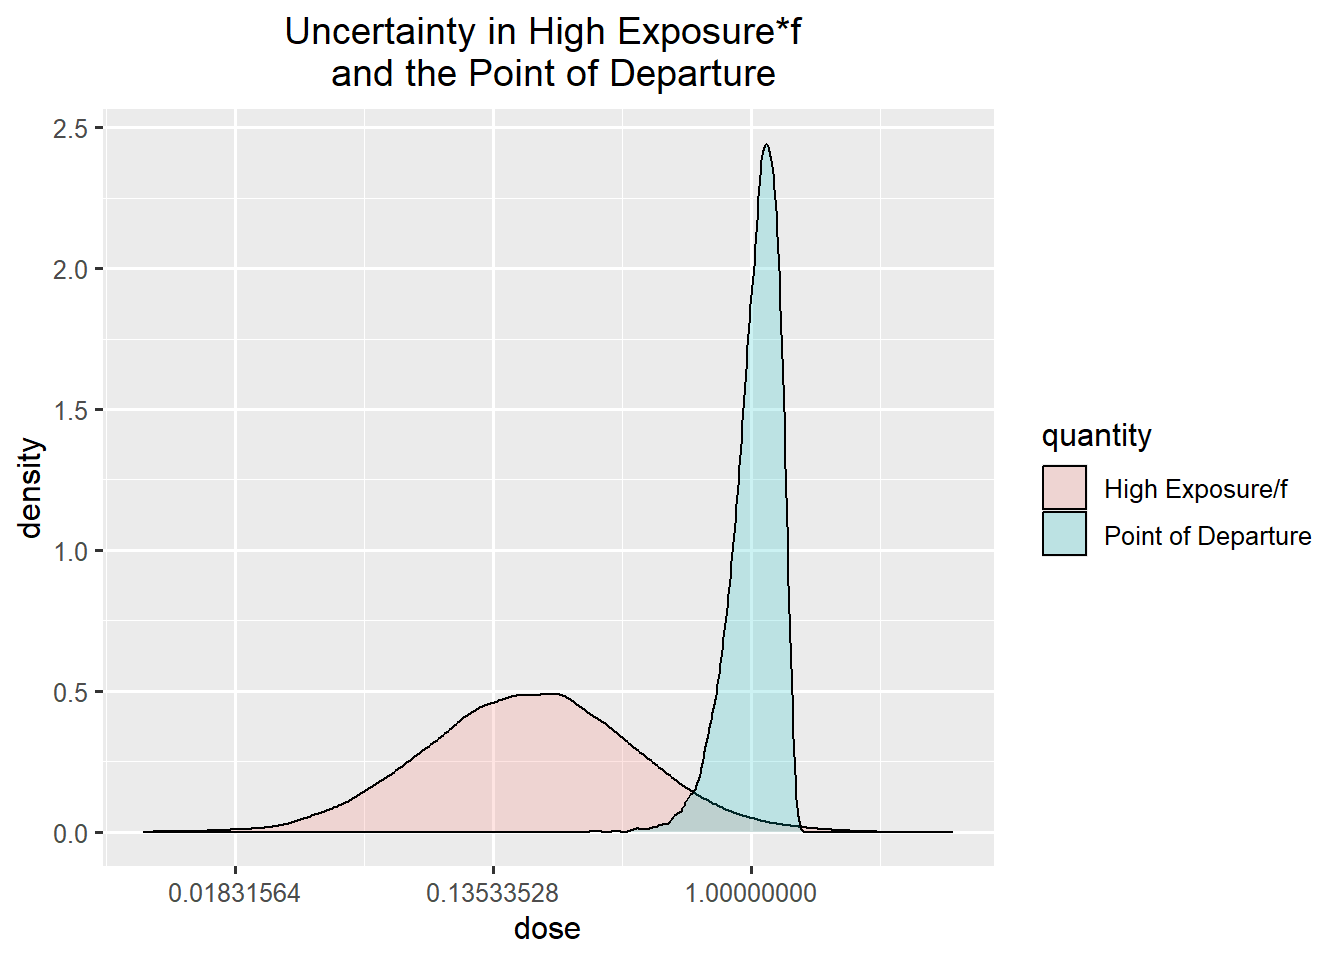 Uncertainty in High Exposure*f
and the Point of Departure
2.5
2.0
1.5
1.0
0.5
0.0
density
0.01831564
0.13533528
1.00000000
dose
quantity
High Exposure/f
Point of Departure